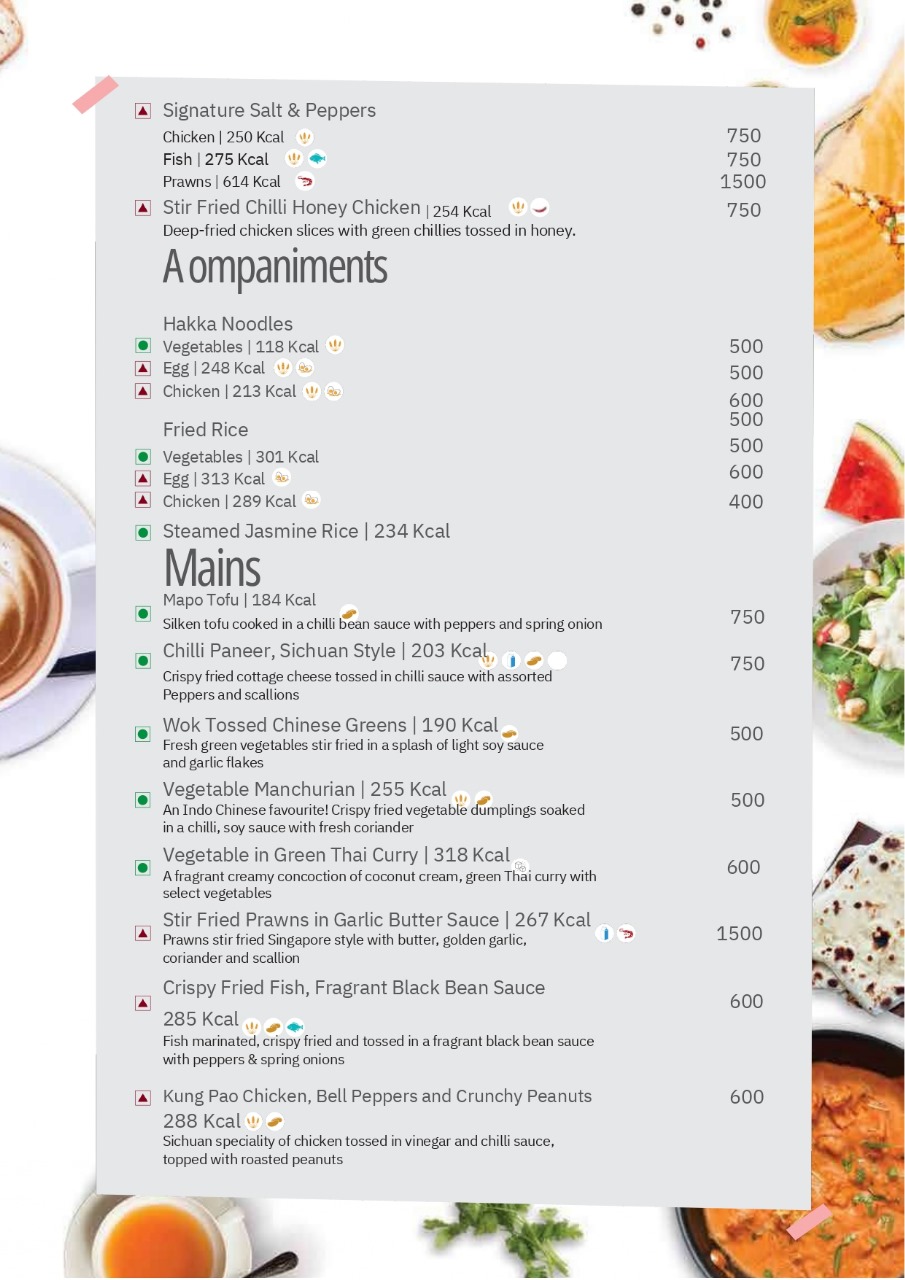 Signature Salt & Peppers
Chicken | 250 Kcal 750
Fish | 275 Kcal 750
Prawns | 614 Kcal 1500
Stir Fried Chilli Honey Chicken | 254 Kcal 750
Deep-fried chicken slices with green chillies tossed in honey.
A ompaniments
Hakka Noodles
Vegetables | 118 Kcal 500
Egg | 248 Kcal 500
Chicken | 213 Kcal 600
500
Fried Rice
500
Vegetables | 301 Kcal
Egg | 313 Kcal 600
Chicken | 289 Kcal 400
Steamed Jasmine Rice | 234 Kcal
Mains
Mapo Tofu | 184 Kcal
750
Silken tofu cooked in a chilli bean sauce with peppers and spring onion
Chilli Paneer, Sichuan Style | 203 Kcal 750
Crispy fried cottage cheese tossed in chilli sauce with assorted
Peppers and scallions
Wok Tossed Chinese Greens | 190 Kcal 500
Fresh green vegetables stir fried in a splash of light soy sauce
and garlic flakes
Vegetable Manchurian | 255 Kcal 500
An Indo Chinese favourite! Crispy fried vegetable dumplings soaked
in a chilli, soy sauce with fresh coriander
Vegetable in Green Thai Curry | 318 Kcal 600
A fragrant creamy concoction of coconut cream, green Thai curry with
select vegetables
Stir Fried Prawns in Garlic Butter Sauce | 267 Kcal 1500
Prawns stir fried Singapore style with butter, golden garlic,
coriander and scallion
Crispy Fried Fish, Fragrant Black Bean Sauce 600
285 Kcal
Fish marinated, crispy fried and tossed in a fragrant black bean sauce
with peppers & spring onions
Kung Pao Chicken, Bell Peppers and Crunchy Peanuts 600
288 Kcal
Sichuan speciality of chicken tossed in vinegar and chilli sauce,
topped with roasted peanuts